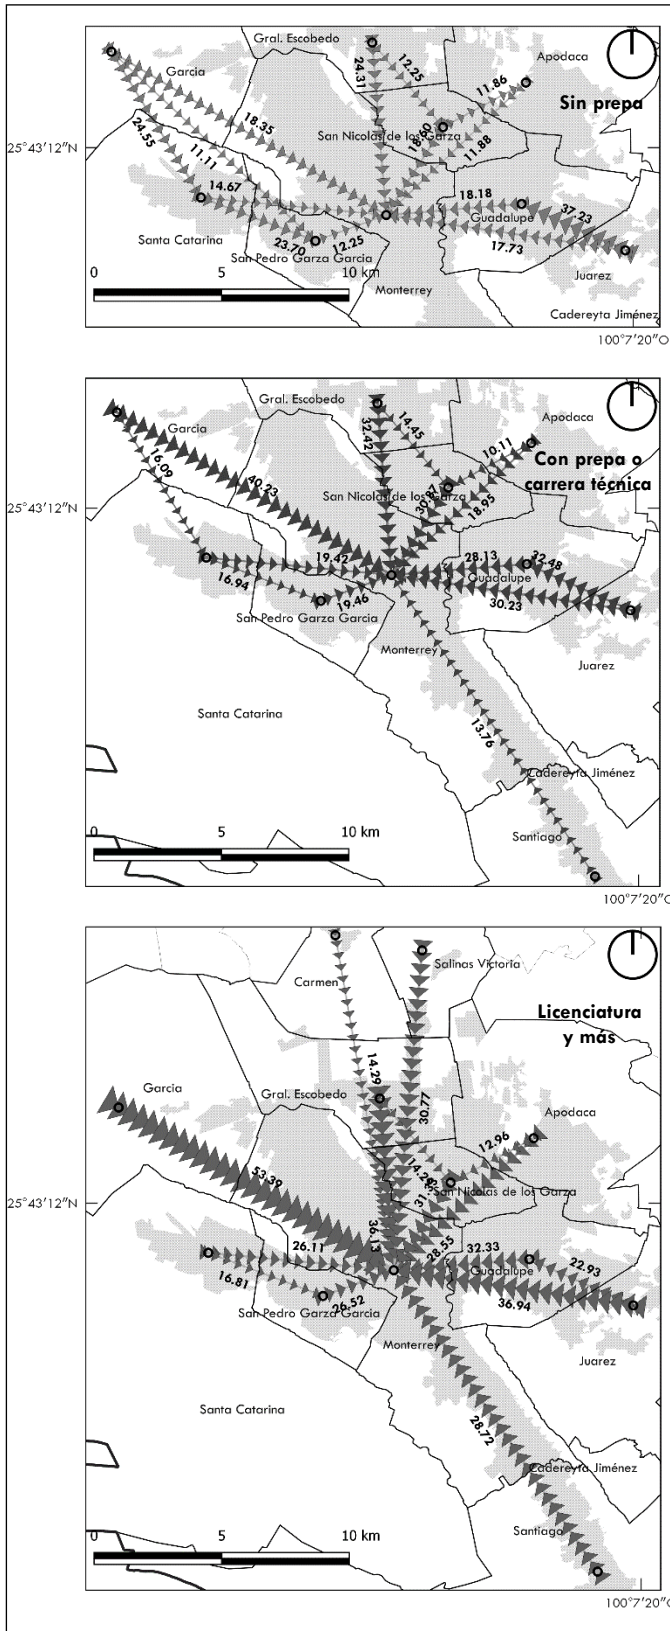 Gral. Escobedo
Apodaca
Garcia
Sin prepa
24.31
12.25
11.86
18.35
San Nicolas de los Garza
18.60
11.88
25°43'12"N
24.55
11.11
14.67
18.18
Guadalupe
37.23
17.73
Santa Catarina
23.70
12.25
San Pedro Garza Garcia
0 5 10 km
Juarez
Monterrey
Cadereyta Jiménez
100°7'20"O
Gral. Escobedo
Apodaca
Garcia
32.42
14.45
10.11
Con prepa o
carrera técnica
16.09
40.23
San Nicolas de los Garza
30.87
18.95
25°43'12"N
19.42
28.13
32.48
Guadalupe
16.94
19.46
30.23
San Pedro Garza Garcia
Monterrey
Juarez
Santa Catarina
13.76
Cadereyta Jiménez
0 5 10 km
Santiago
100°7'20"O
Salinas Victoria
Carmen
Licenciatura
y más
14.29
30.77
Garcia
Gral. Escobedo
Apodaca
12.96
53.39
San Nicolas de los Garza
25°43'12"N
36.13
28.55
26.11
32.33
22.93
Guadalupe
16.81
26.52
36.94
San Pedro Garza Garcia
Monterrey
Juarez
Santa Catarina
28.72
Cadereyta Jiménez
0 5 10 km
Santiago
100°7'20"O